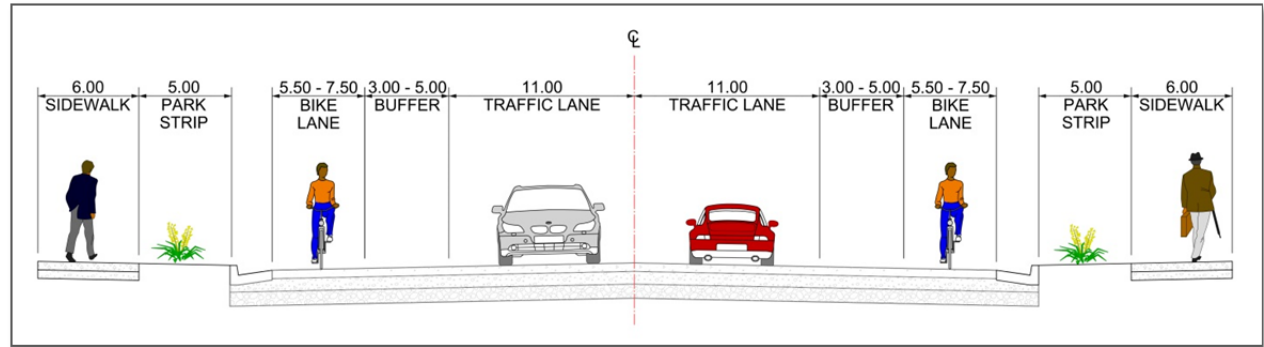 ℄
6.00 5.00 5.50 - 7.50 3.00 - 5.00 11.00 11.00 3.00 - 5.00 5.50 - 7.50 5.00 6.00
SIDEWALK PARK BIKE BUFFER TRAFFIC LANE TRAFFIC LANE BUFFER BIKE PARK SIDEWALK
STRIP LANE LANE STRIP